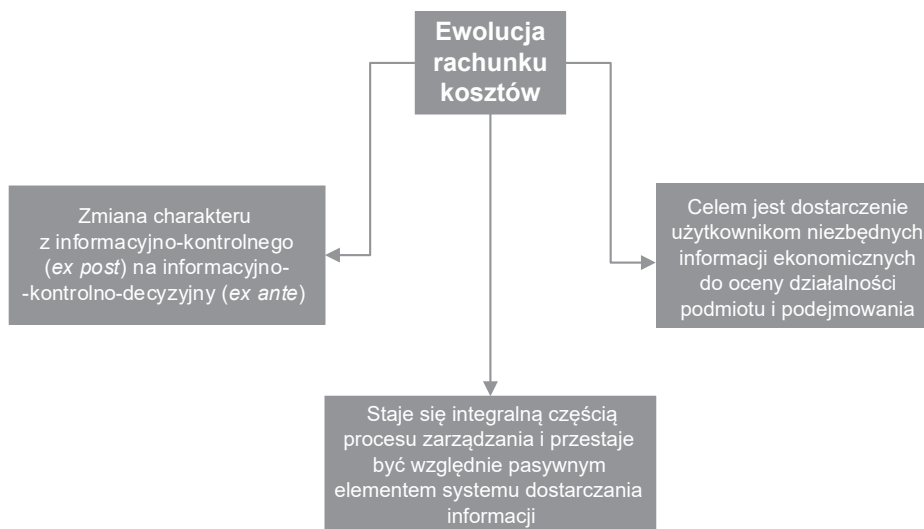 Ewolucja
rachunku
kosztów
Zmiana charakteru
z informacyjno-kontrolnego
(ex post) na informacyjno-
-kontrolno-decyzyjny (ex ante)
Celem jest dostarczenie
użytkownikom niezbędnych
informacji ekonomicznych
do oceny działalności
podmiotu i podejmowania
Staje się integralną częścią
procesu zarządzania i przestaje
być względnie pasywnym
elementem systemu dostarczania
informacji